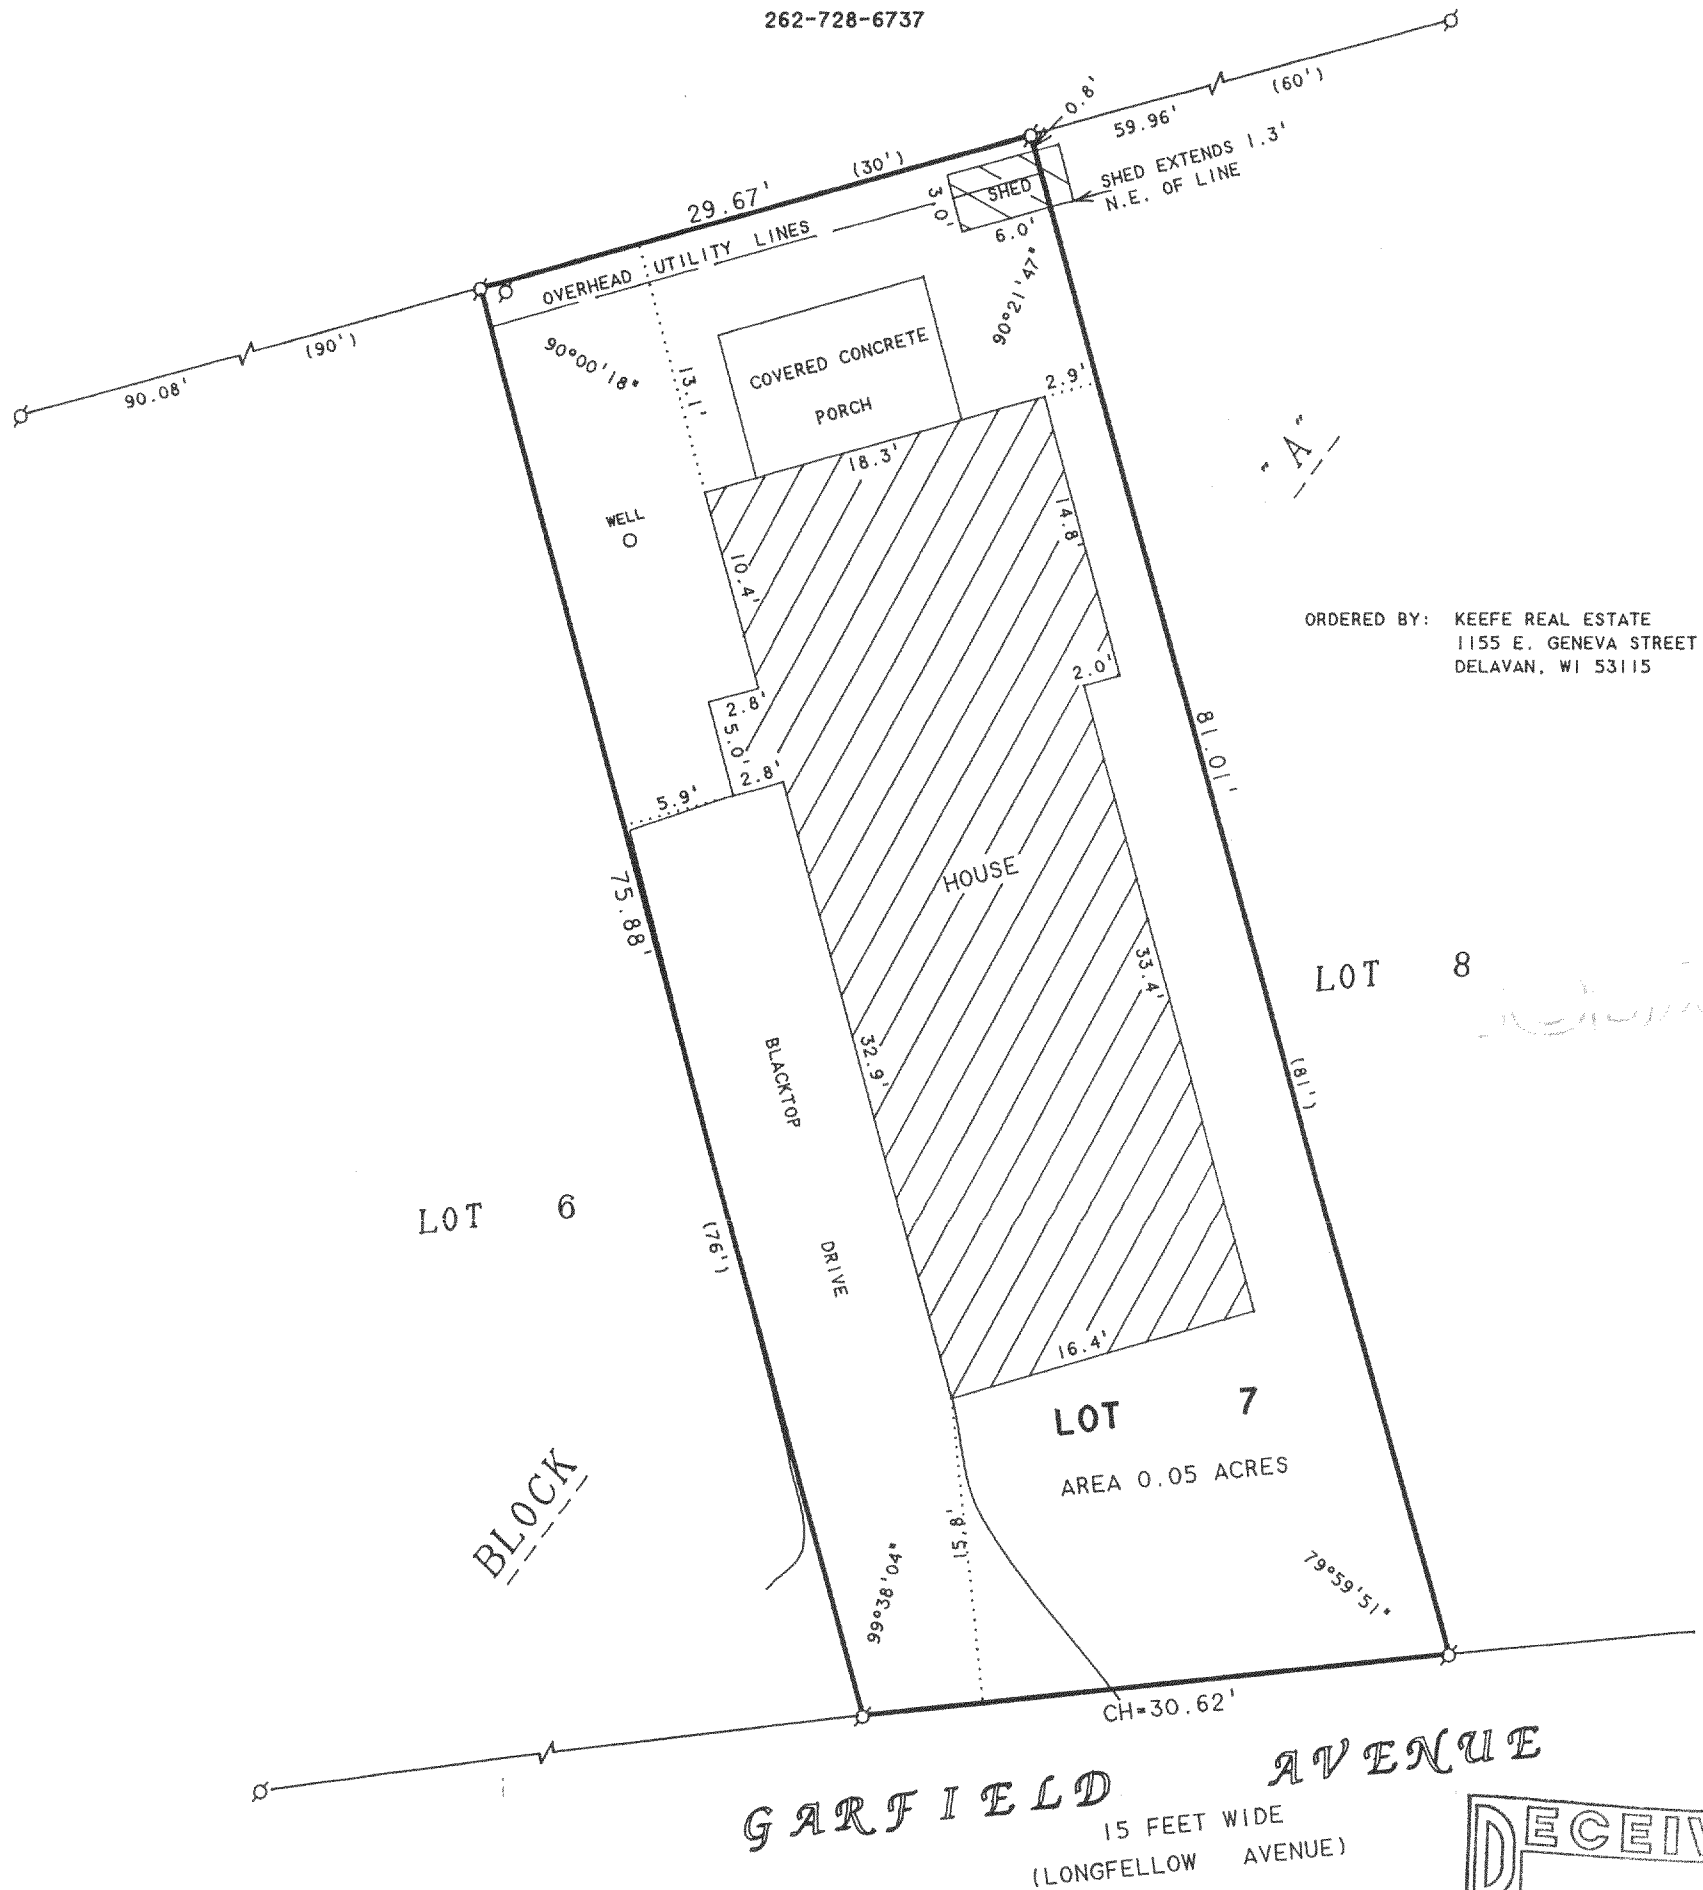 262-728-6737
(60')
0.8'
59.96'
(30')
SHED EXTENDS 1.3'
N.E. OF LINE
SHED
3.0'
6.0'
29.67'
OVERHEAD UTILITY LINES
90°21'47"
(90')
90.08'
90°00'18"
13.1'
COVERED CONCRETE
PORCH
2.9'
18.3'
"A"
WELL
14.8'
10.4'
ORDERED BY: KEEFE REAL ESTATE
1155 E. GENEVA STREET
DELAVAN, WI 53115
2.0'
2.8'
5.0'
2.8'
81.01'
5.9'
75.88'
HOUSE
LOT 8
33.4'
32.9'
BLACKTOP
DRIVE
(81')
LOT 6
(76')
16.4'
LOT 7
AREA 0.05 ACRES
BLOCK
15.8'
99°38'04"
79°59'51"
CH=30.62'
GARFIELD AVENUE
15 FEET WIDE
(LONGFELLOW AVENUE)